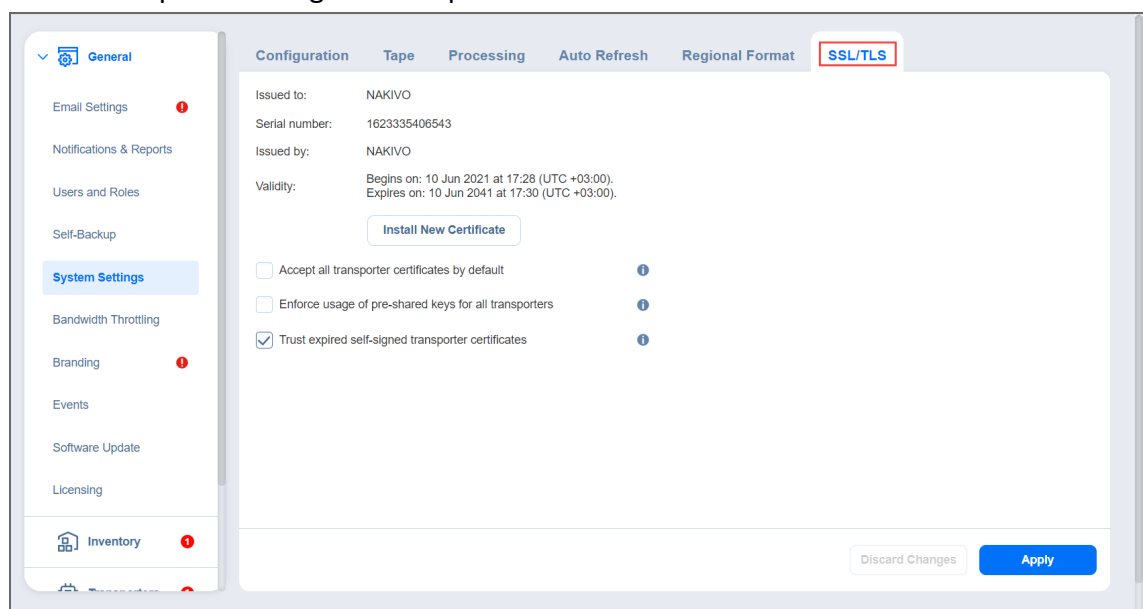 General
Email Settings
Notifications & Reports
Users and Roles
Self-Backup
System Settings
Bandwidth Throttling
Branding
Events
Software Update
Licensing
Inventory 1
Configuration Tape Processing Auto Refresh Regional Format SSL/TLS
Issued to: NAKIVO
Serial number: 1623335406543
Issued by: NAKIVO
Validity: Begins on: 10 Jun 2021 at 17:28 (UTC +03:00).
Expires on: 10 Jun 2041 at 17:30 (UTC +03:00).
Install New Certificate
Accept all transporter certificates by default
Enforce usage of pre-shared keys for all transporters
Trust expired self-signed transporter certificates
Discard Changes Apply